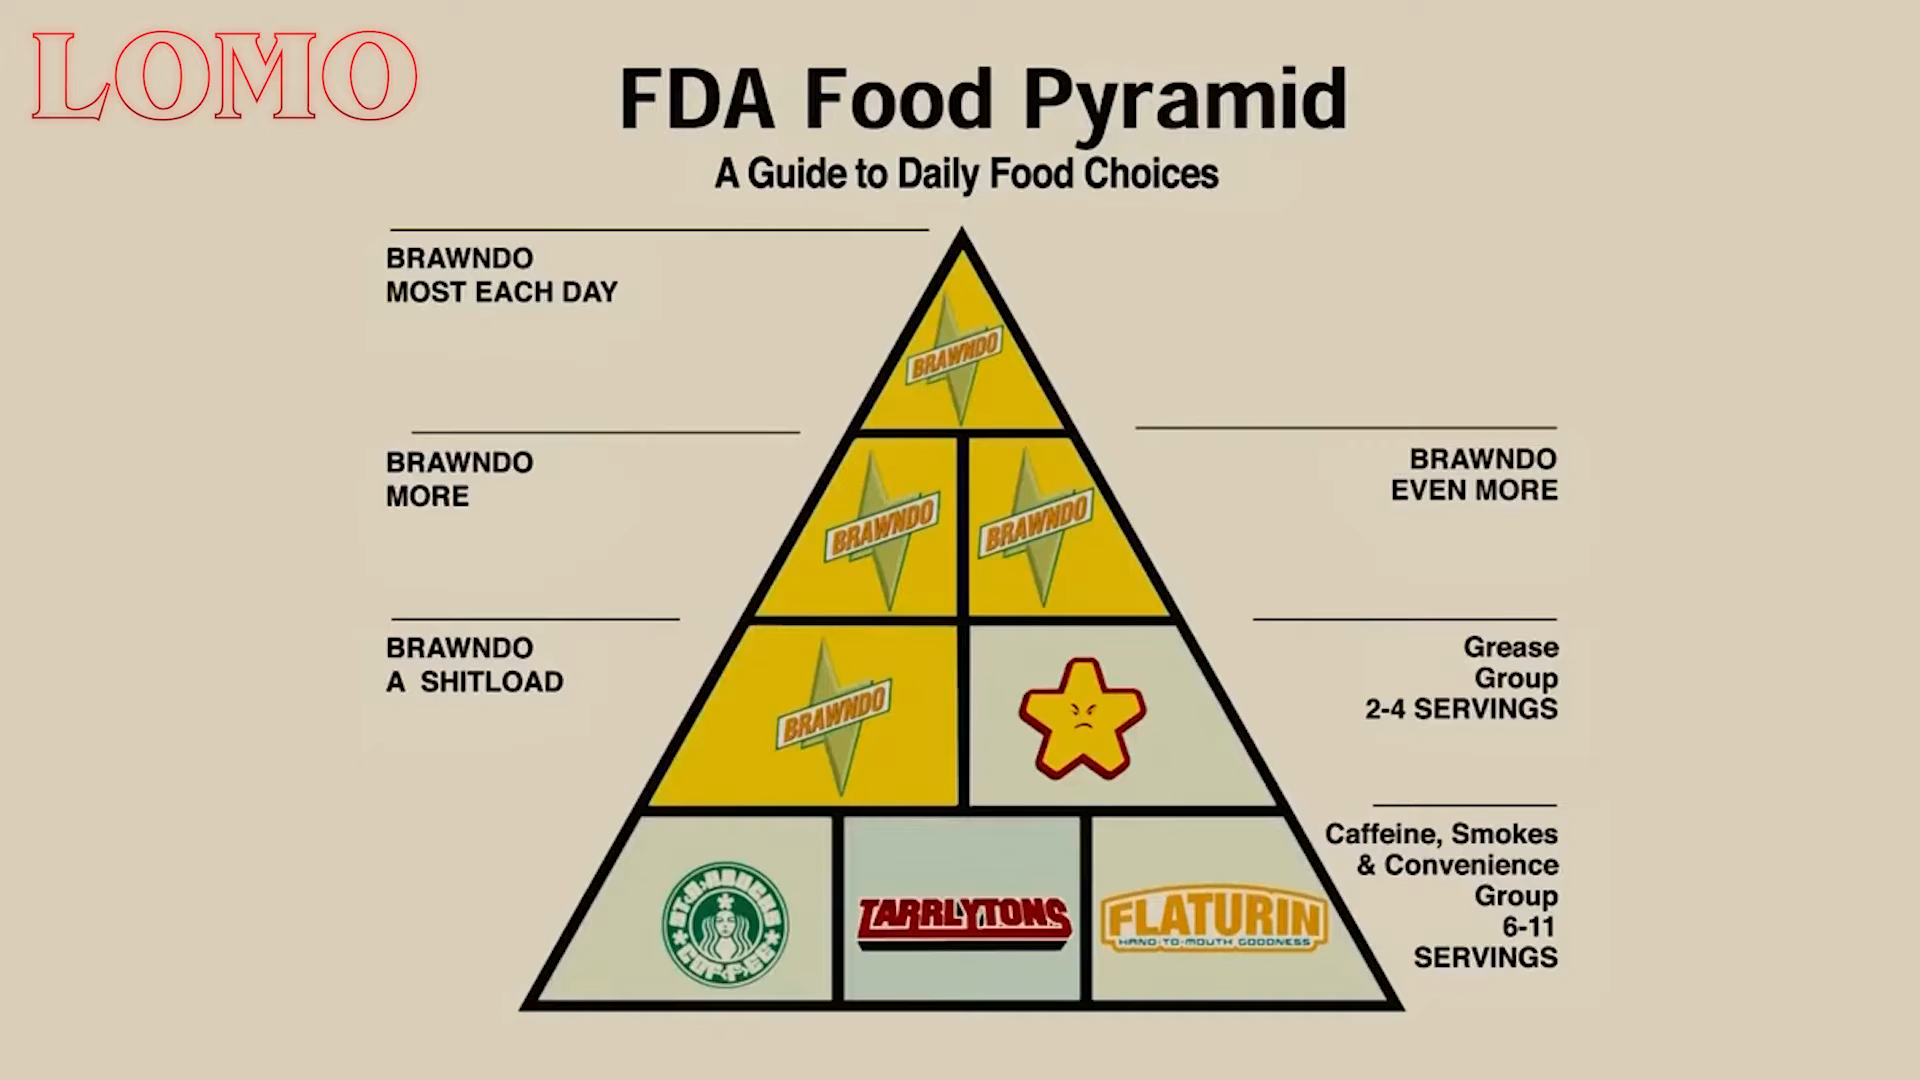 LOMO
FDA Food Pyramid
A Guide to Daily Food Choices
BRAWNDO
MOST EACH DAY
BRAWNDO
BRAWNDO
MORE
BRAWNDO
BRAWNDO
BRAWNDO
EVEN MORE
BRAWNDO
A SHITLOAD
BRAWNDO
Grease
Group
2-4 SERVINGS
TARRLYTONS
FLATURIN
HAND-TO-MOUTH GOODNESS
Caffeine, Smokes
& Convenience
Group
6-11
SERVINGS